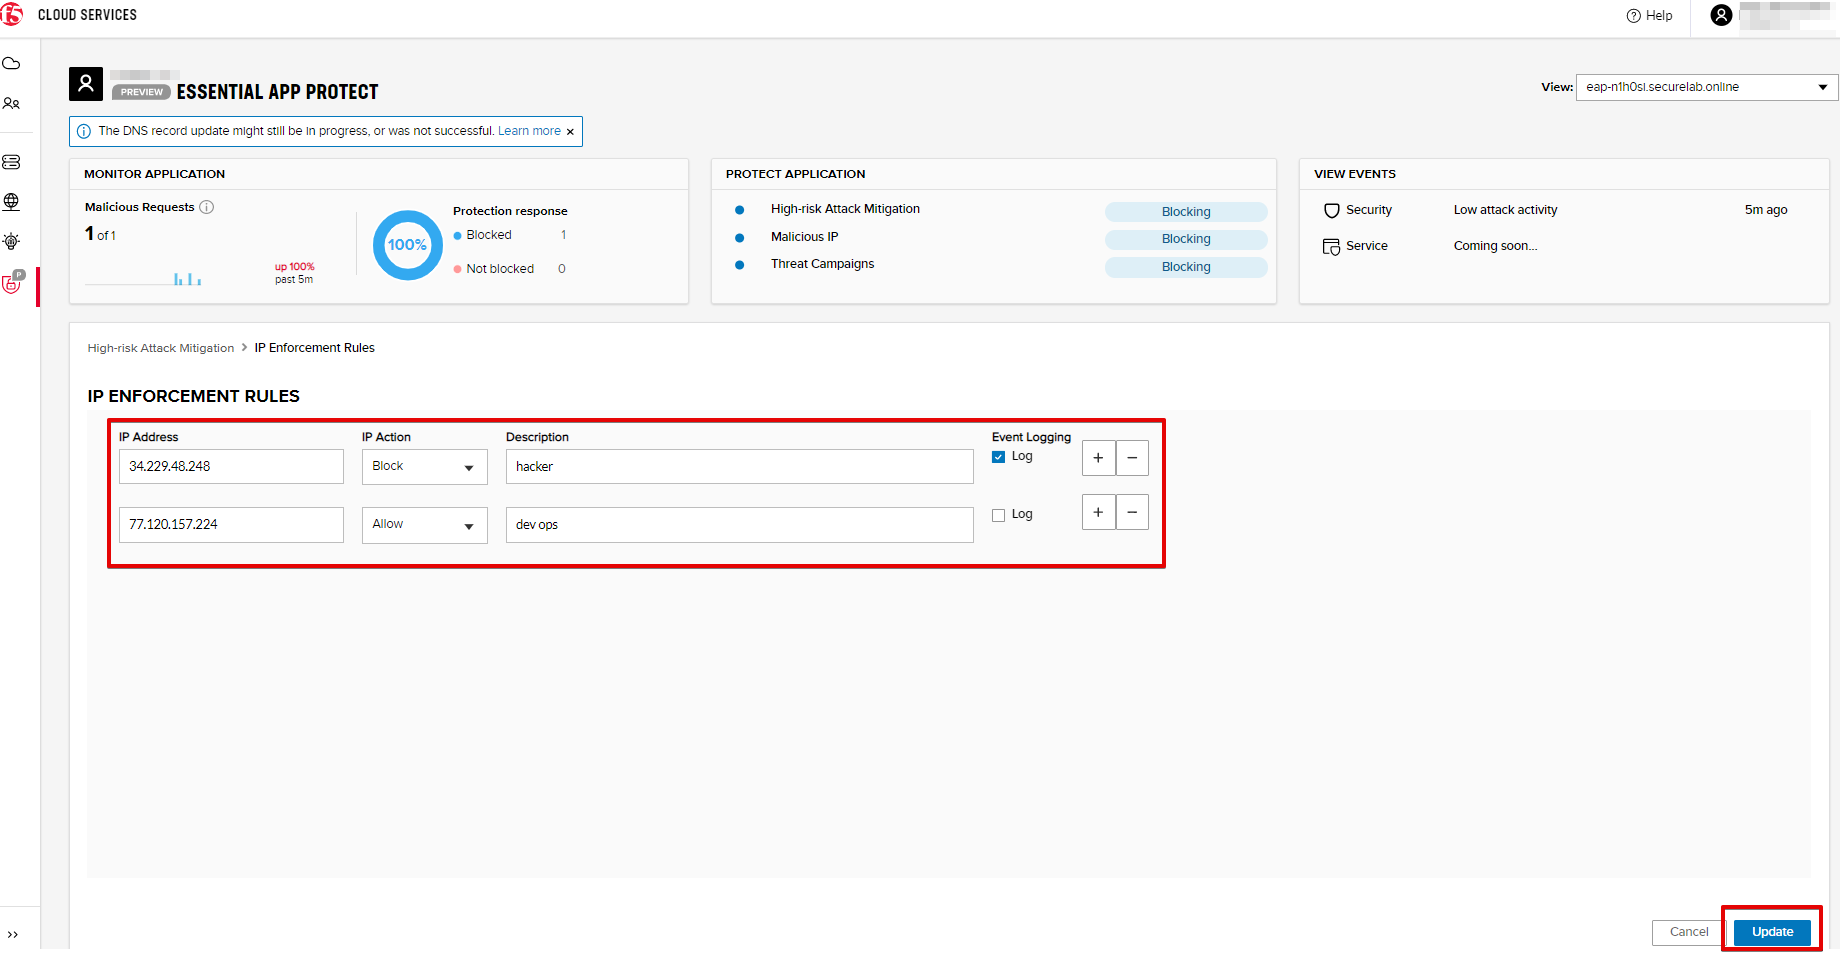 f5 CLOUD SERVICES
Help
PREVIEW ESSENTIAL APP PROTECT
View: eap-n1h0si.securelab.online
The DNS record update might still be in progress, or was not successful. Learn more ×
MONITOR APPLICATION
Malicious Requests
1 of 1
up 100%
past 5m
100%
Protection response
Blocked 1
Not blocked 0
PROTECT APPLICATION
High-risk Attack Mitigation Blocking
Malicious IP Blocking
Threat Campaigns Blocking
VIEW EVENTS
Security Low attack activity 5m ago
Service Coming soon...
P
High-risk Attack Mitigation > IP Enforcement Rules
IP ENFORCEMENT RULES
IP Address IP Action Description Event Logging
34.229.48.248 Block hacker Log + −
77.120.157.224 Allow dev ops Log + −
Cancel Update